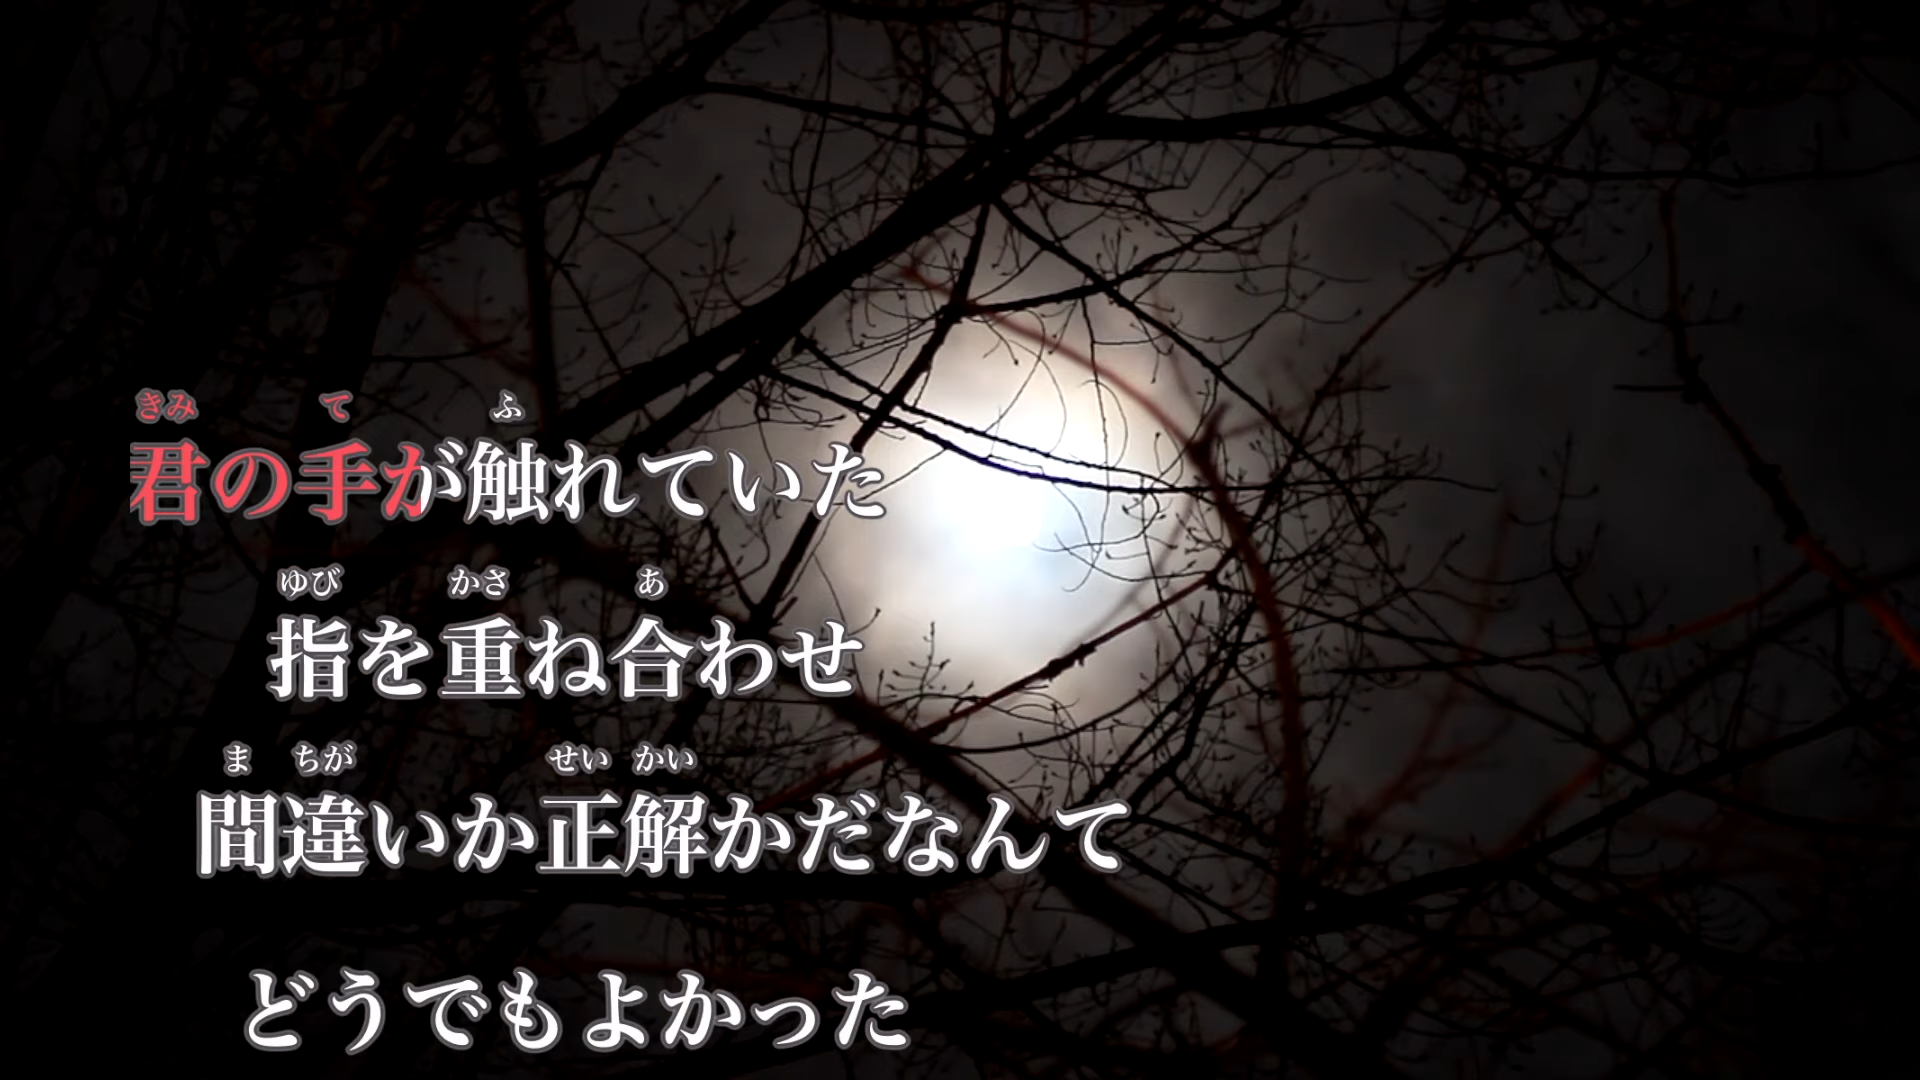 きみ て ふ
君の手が触れていた
ゆび かさ あ
指を重ね合わせ
ま ちが せい かい
間違いか正解かだなんて
どうでもよかった